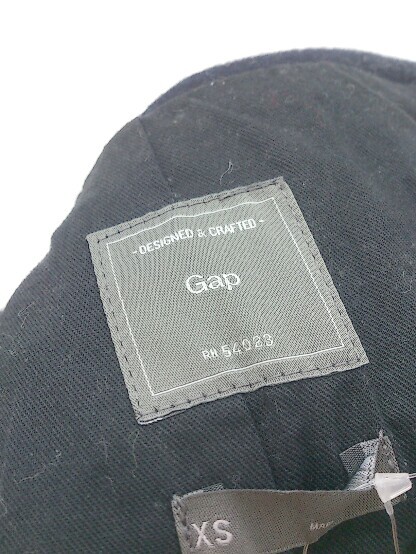 - DESIGNED & CRAFTED -
Gap
RN 54023
XS